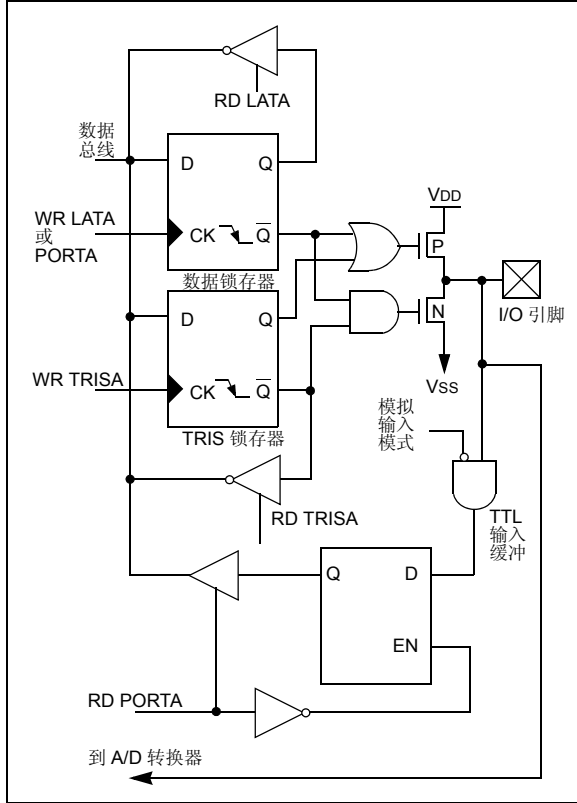 RD LATA
数据
总线
D
Q
WR LATA
或
PORTA
CK
Q
数据锁存器
VDD
P
N
I/O 引脚
VSS
D
Q
WR TRISA
CK
Q
TRIS 锁存器
模拟
输入
模式
RD TRISA
TTL
输入
缓冲
Q
D
EN
RD PORTA
到 A/D 转换器